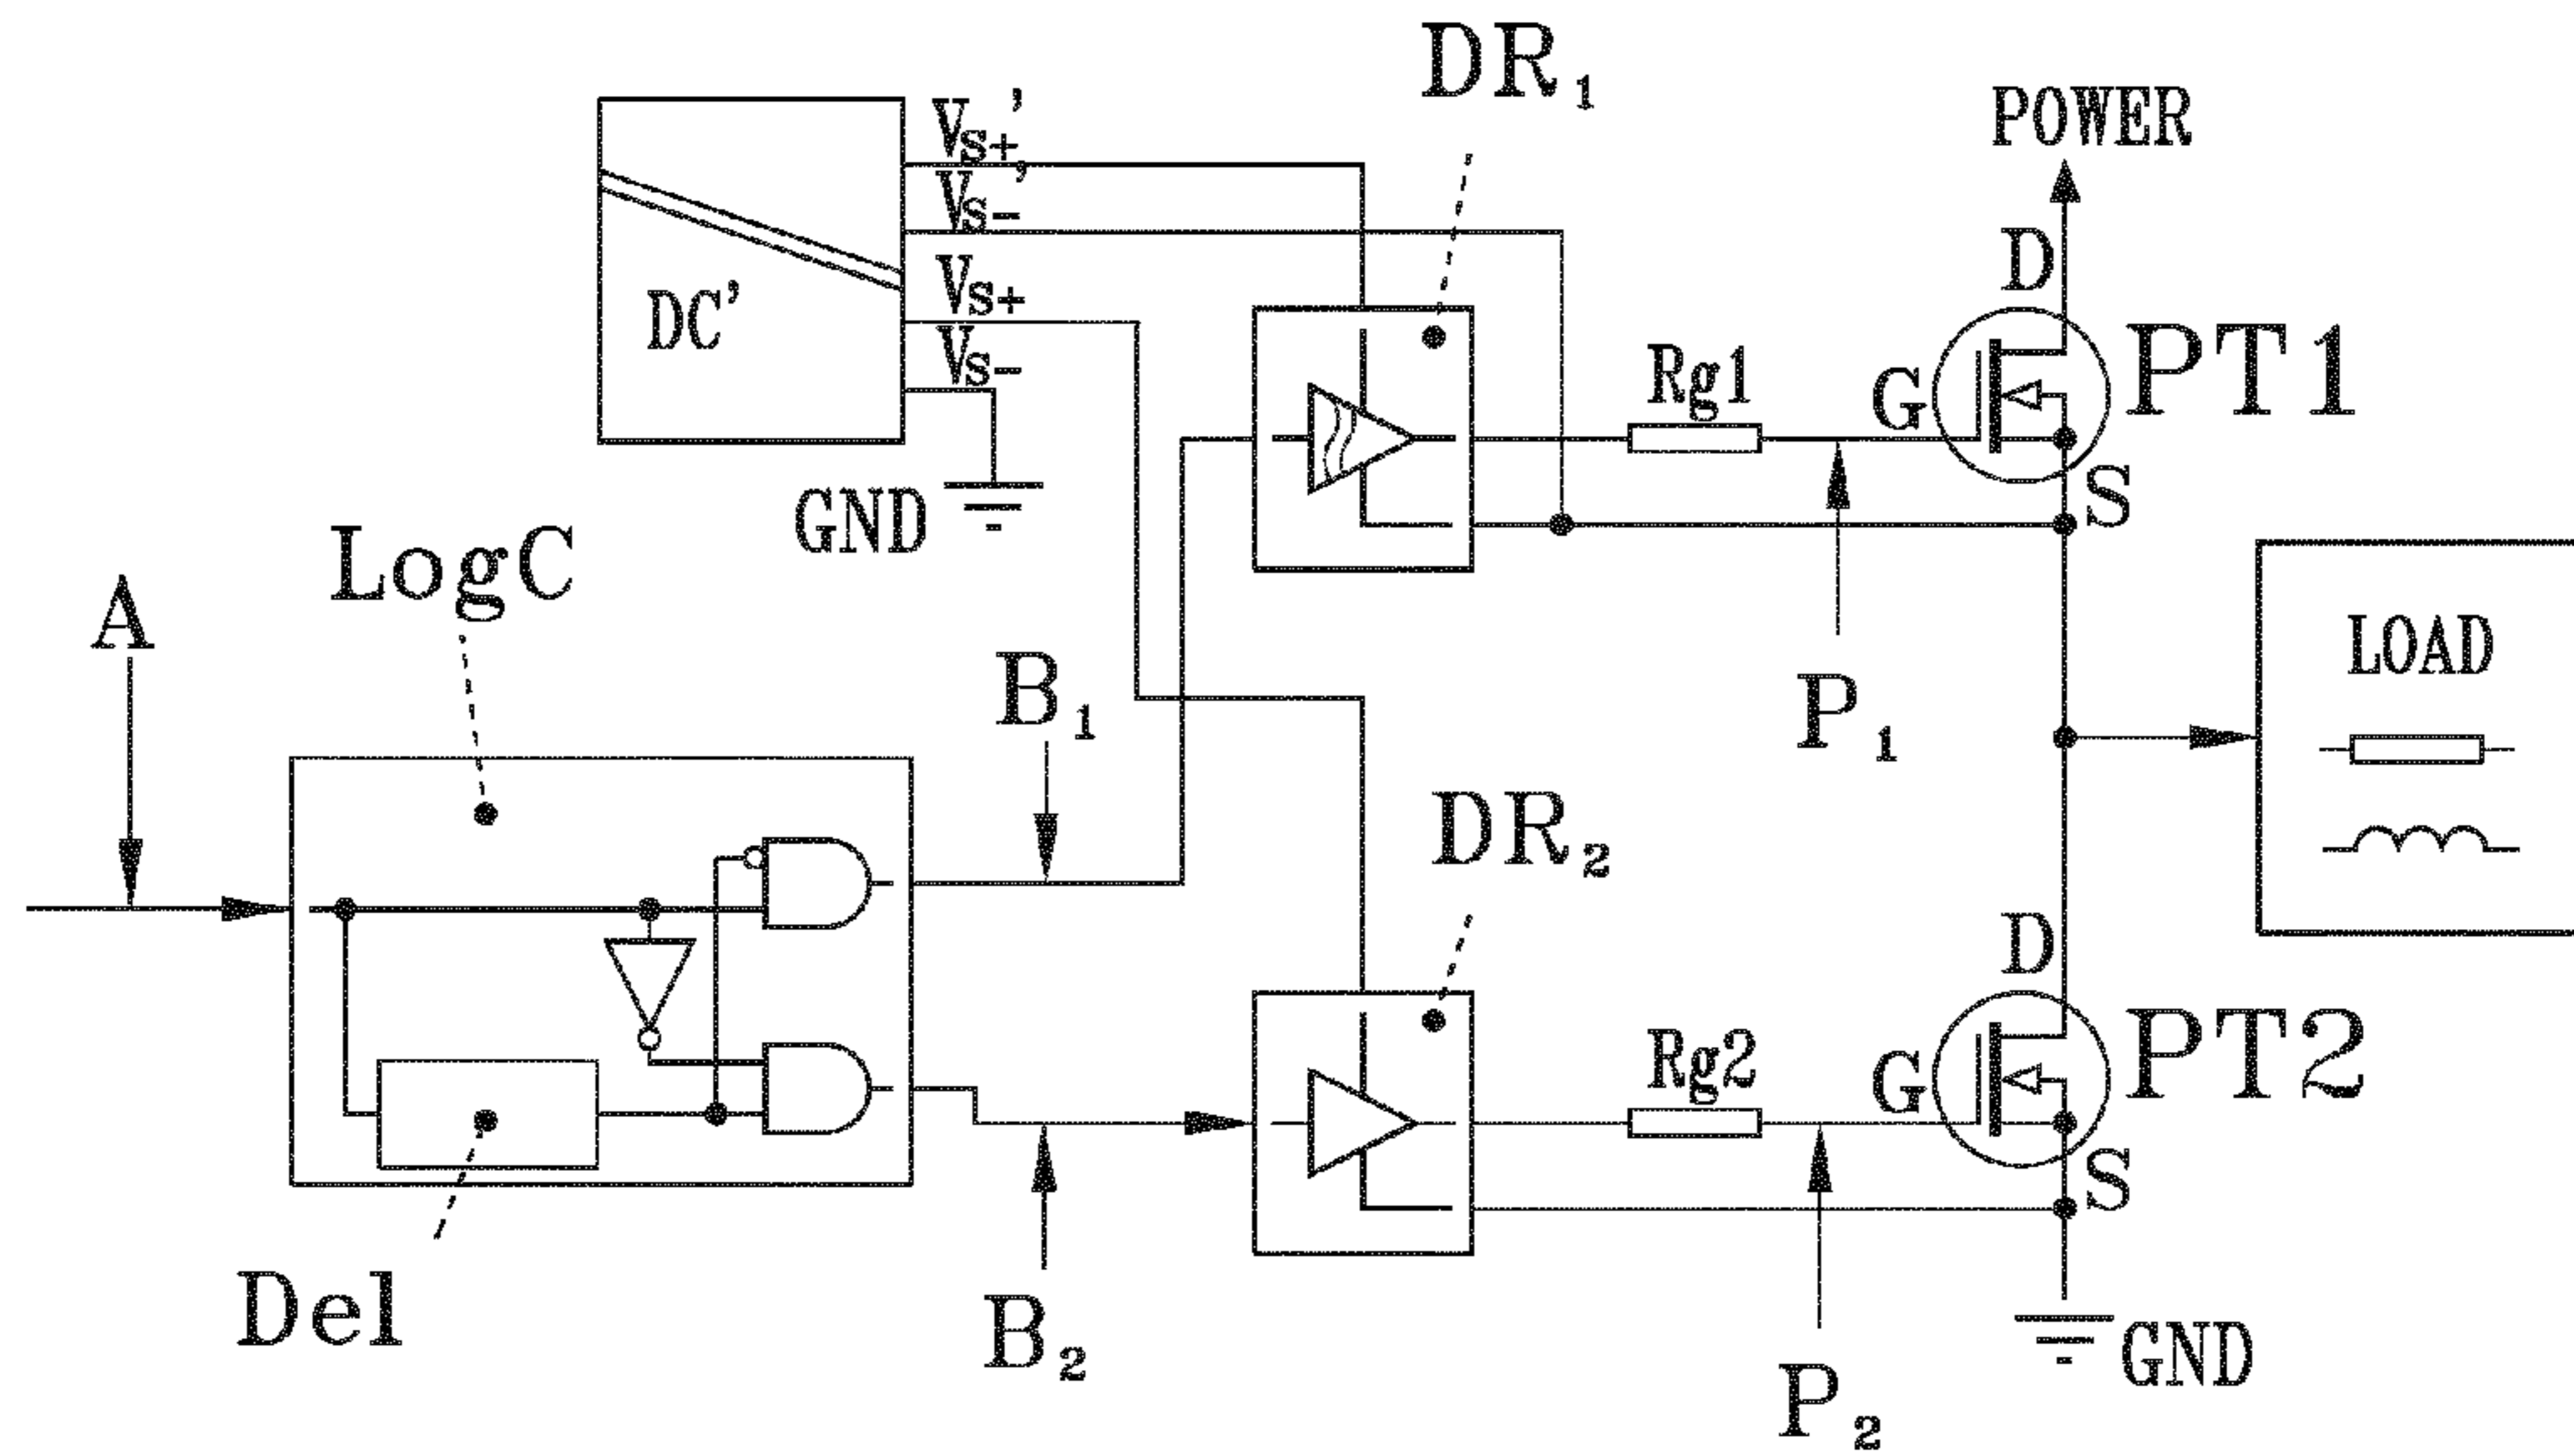 DR₁
Vs+'
POWER
Vs-'
D
Vs+
DC'
Vs-
PT1
Rg1
G
S
GND
LogC
A
LOAD
B₁
P₁
DR₂
D
PT2
Rg2
G
S
Del
B₂
GND
P₂